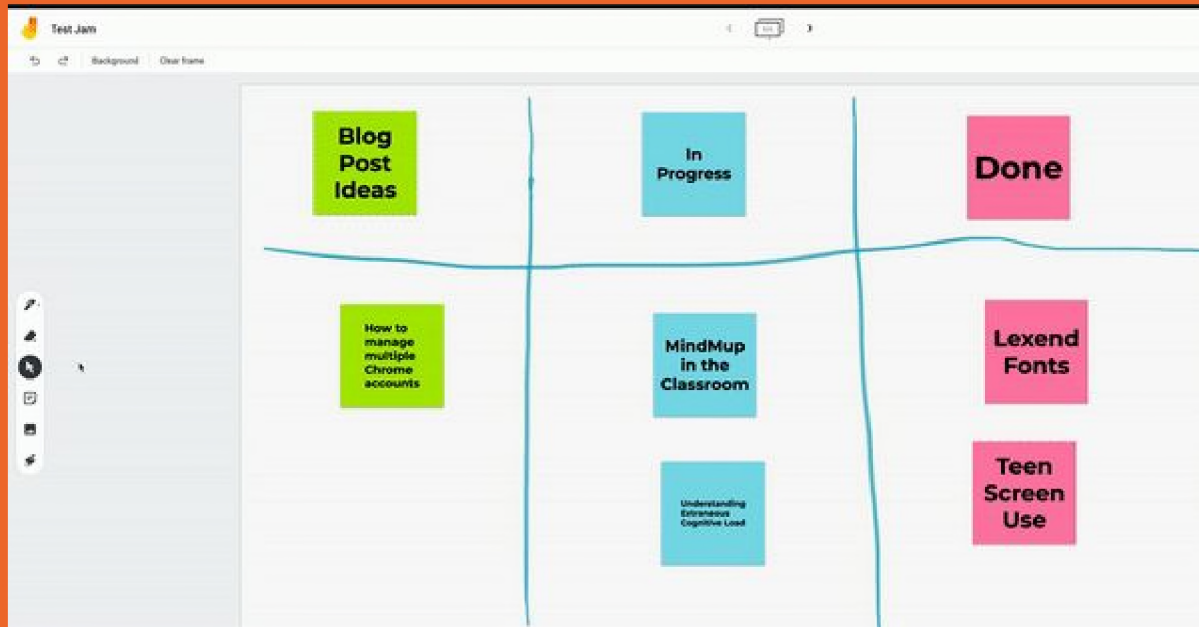 Test Jam
Background
Clear frame
Blog
Post
Ideas
In
Progress
Done
How to
manage
multiple
Chrome
accounts
MindMup
in the
Classroom
Lexend
Fonts
Understanding
Extraneous
Cognitive Load
Teen
Screen
Use